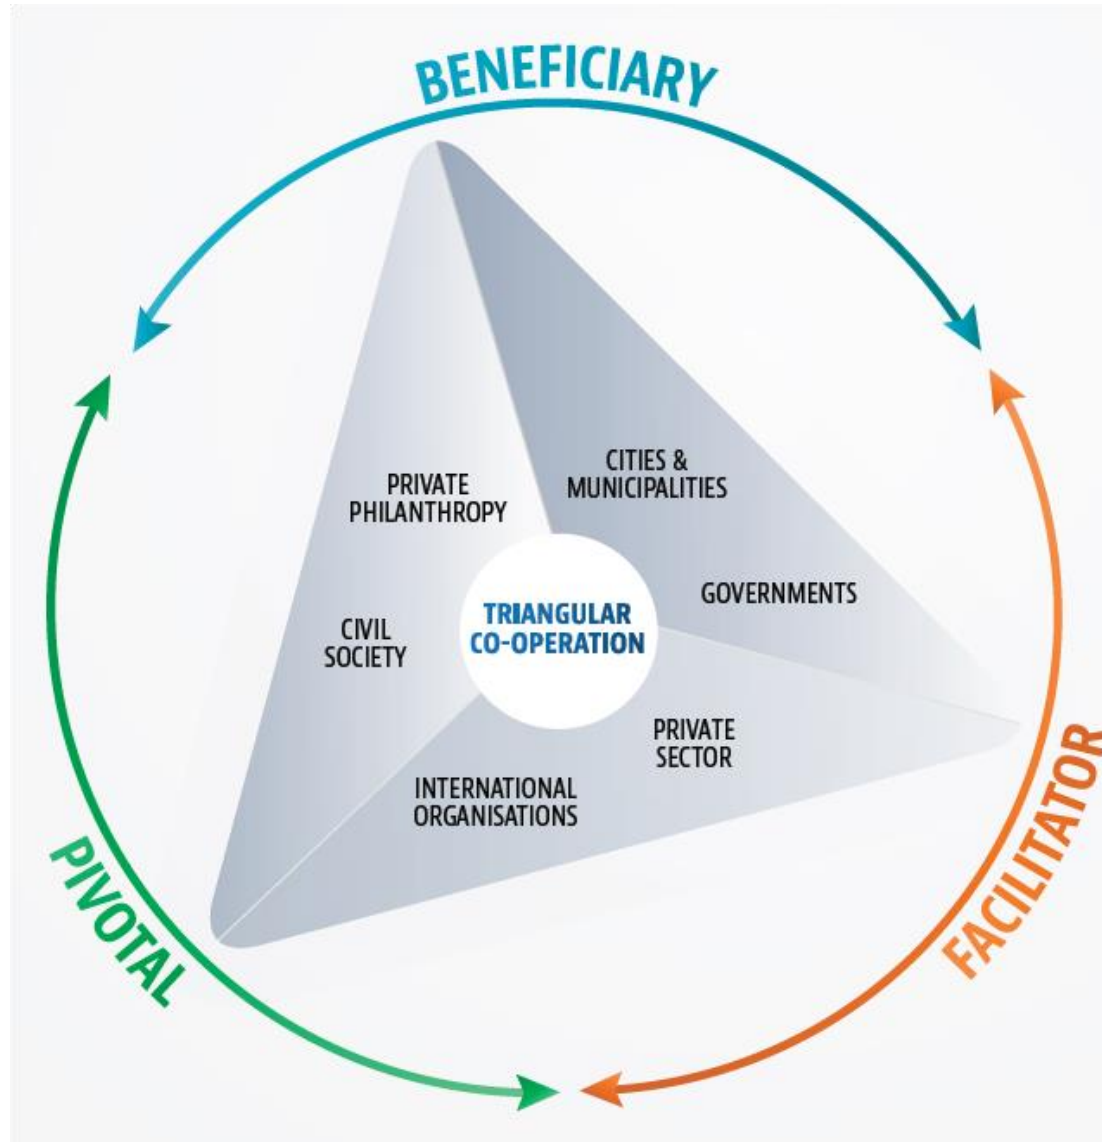 BENEFICIARY
CITIES &
MUNICIPALITIES
PRIVATE
PHILANTHROPY
GOVERNMENTS
TRIANGULAR
CO-OPERATION
CIVIL
SOCIETY
PRIVATE
SECTOR
INTERNATIONAL
ORGANISATIONS
PIVOTAL
FACILITATOR